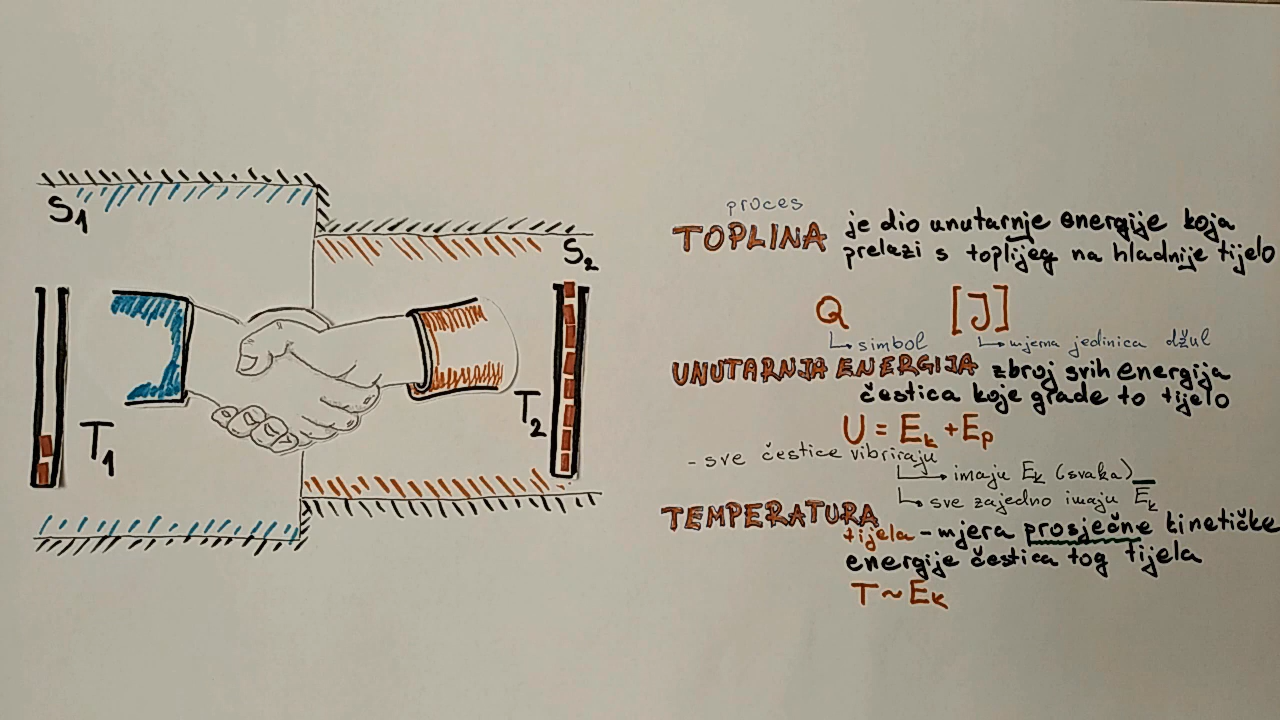 S1
S2
T1
T2
proces
TOPLINA je dio unutarnje energije koja
prelazi s toplijeg na hladnije tijelo
Q [J]
simbol mjerna jedinica džul
UNUTARNJA ENERGIJA zbroj svih energija
čestica koje grade to tijelo
U = Ek + Ep
- sve čestice vibriraju
imaju Ek (svaka)
sve zajedno imaju E̅k
TEMPERATURA
tijela - mjera prosječne kinetičke
energije čestica tog tijela
T ~ Ek